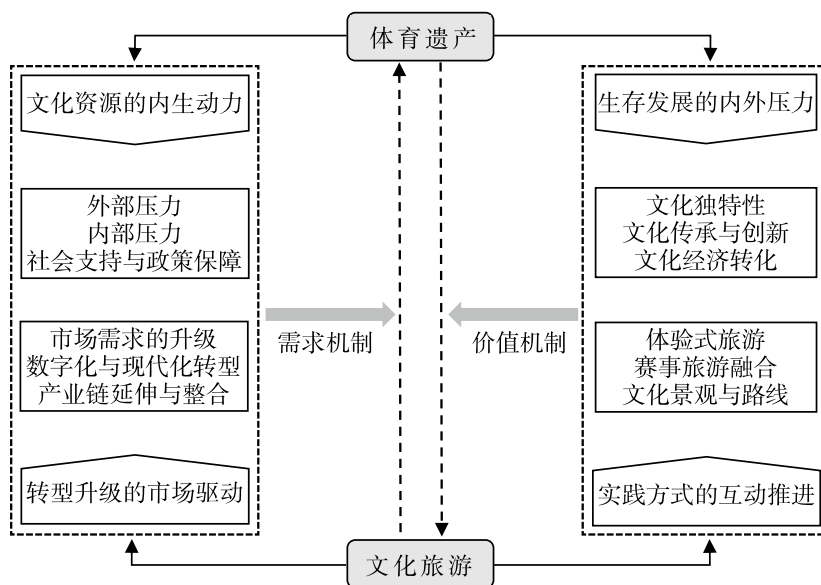 体育遗产
文化资源的内生动力
外部压力
内部压力
社会支持与政策保障
市场需求的升级
数字化与现代化转型
产业链延伸与整合
转型升级的市场驱动
需求机制
价值机制
生存发展的内外压力
文化独特性
文化传承与创新
文化经济转化
体验式旅游
赛事旅游融合
文化景观与路线
实践方式的互动推进
文化旅游